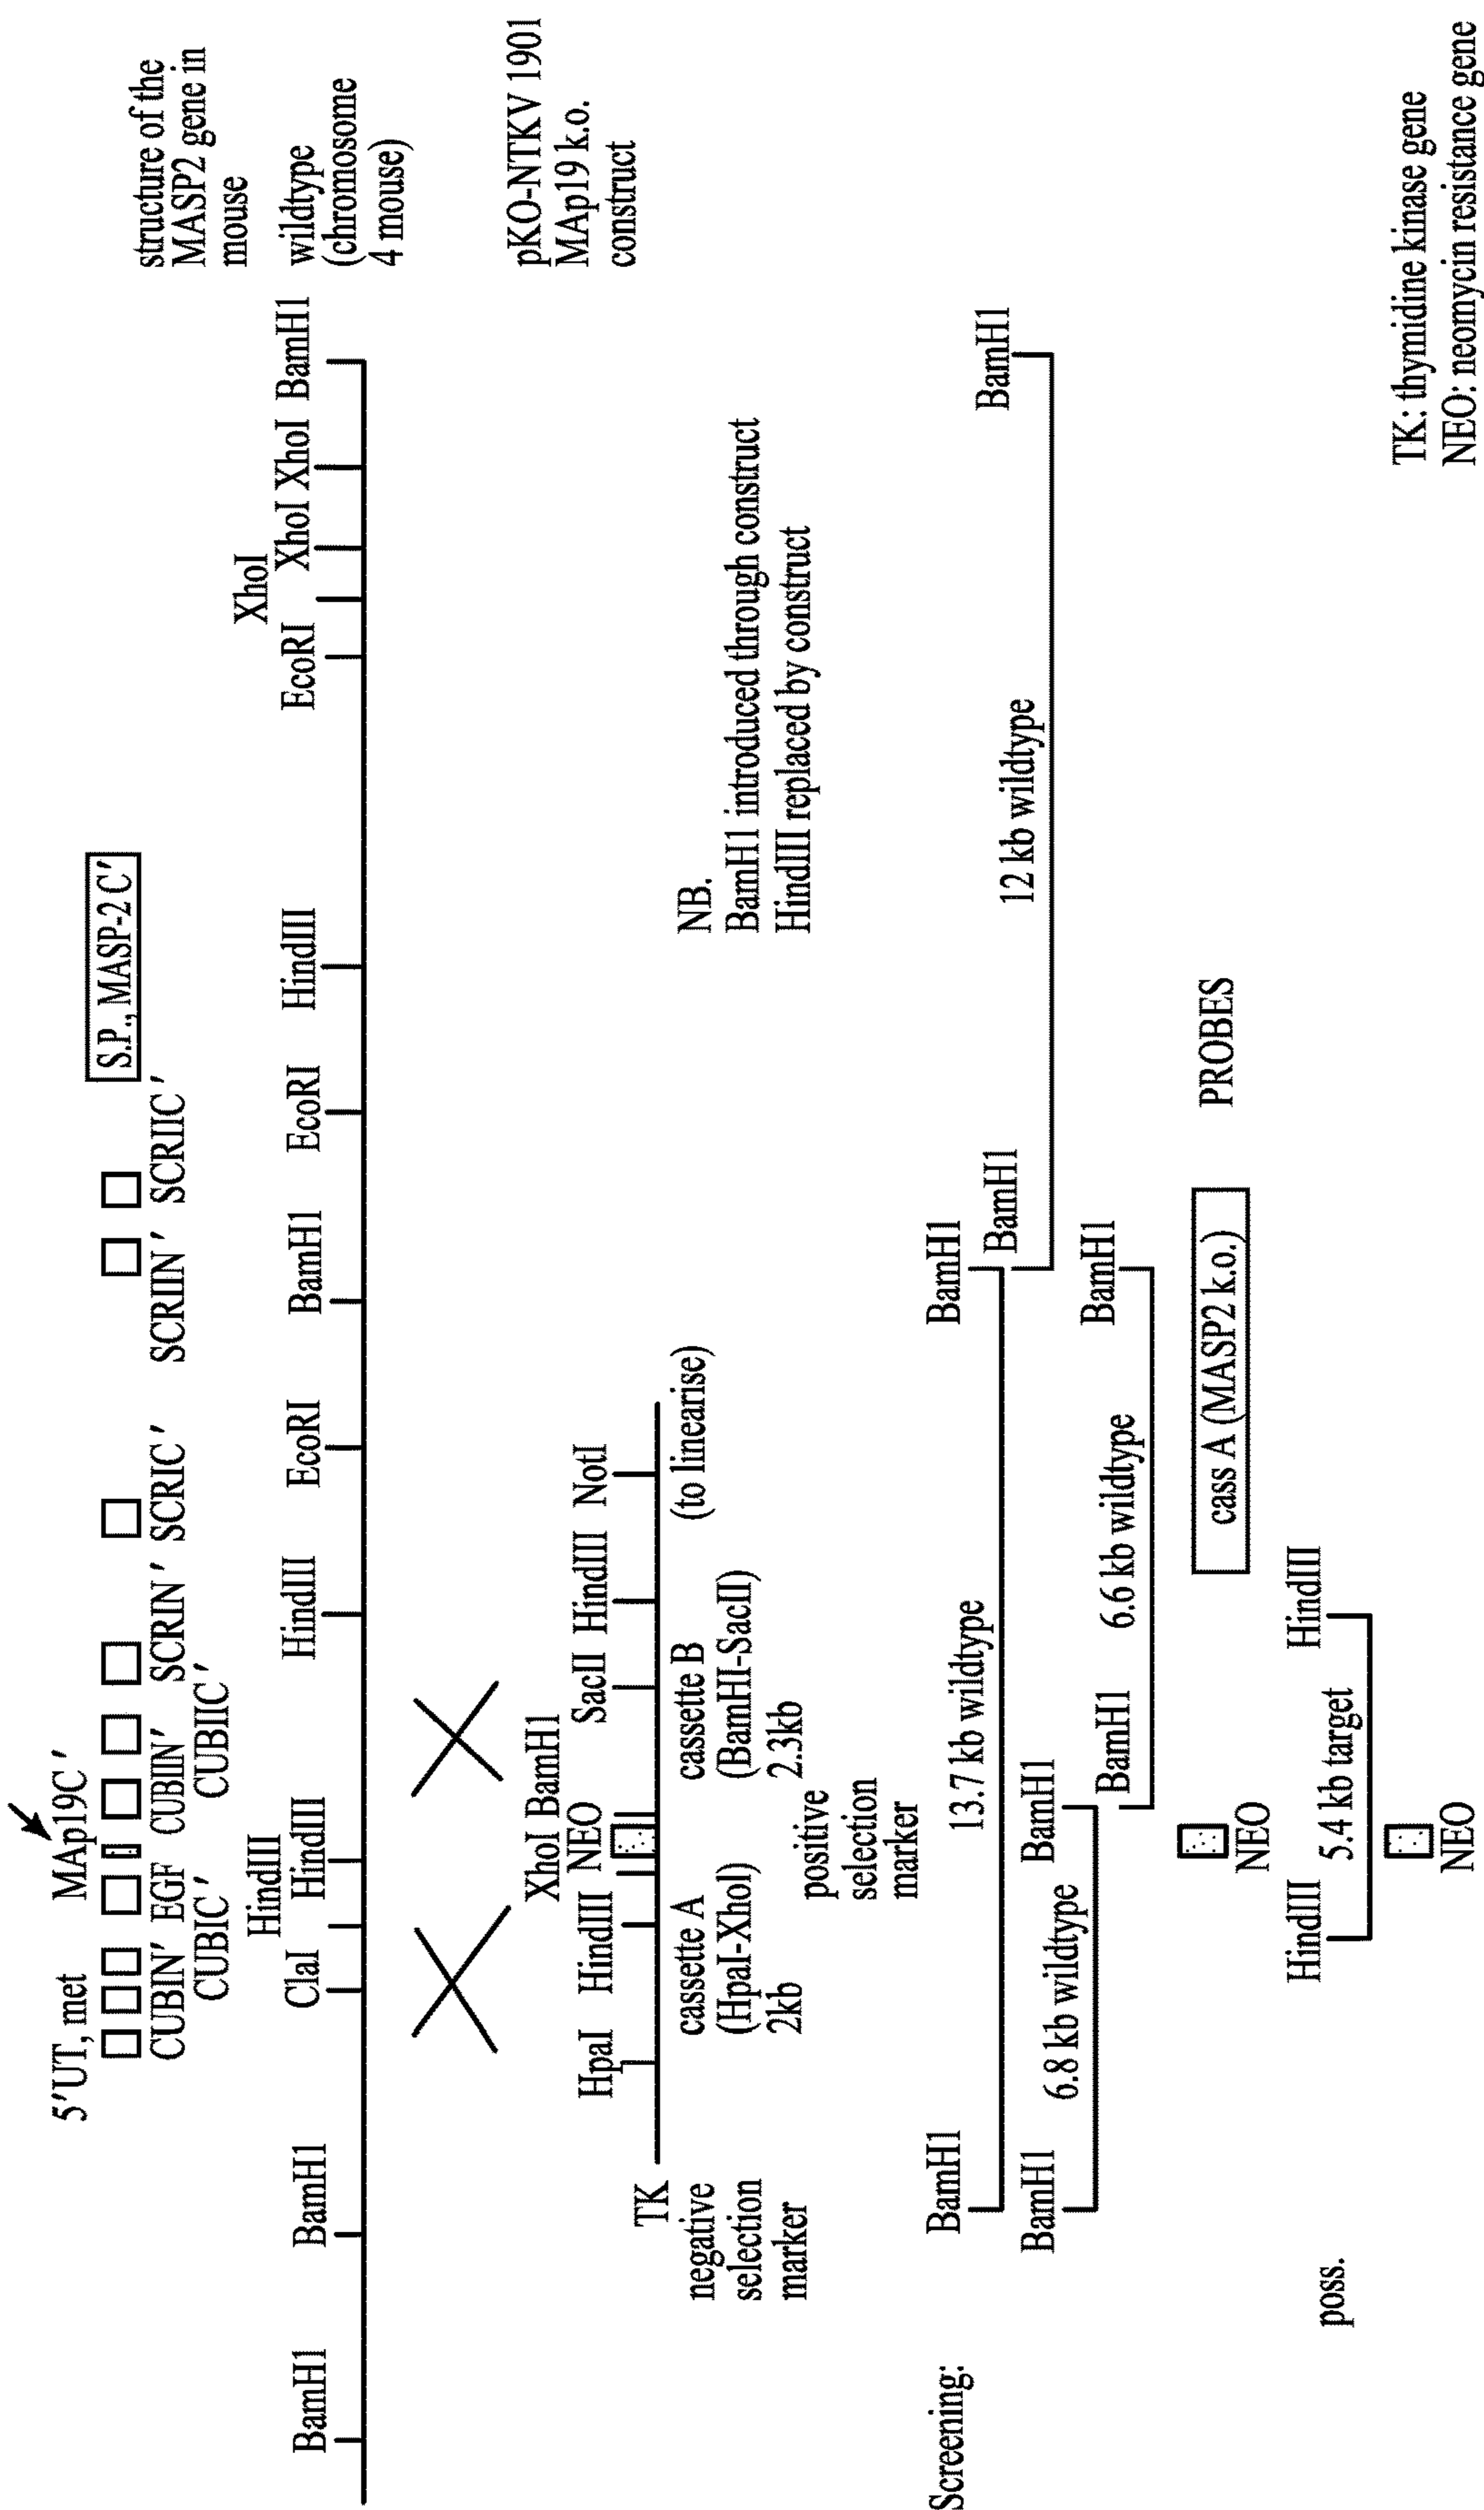 5′UT, met
MAp19C′
CUBIN′ EGF CUBIIN′ SCRIN′ SCRIC′
SCRIIN′ SCRIIC′
S.P., MASP-2 C′
CUBIC′
CUBIIC′
structure of the
MASP2 gene in
mouse
HindIII
XhoI
BamH1
BamH1
ClaI
HindIII
HindIII
EcoRI
BamH1
EcoRI
HindIII
EcoRI
XhoI XhoI BamH1
wildtype
(chromosome
4 mouse)
pKO-NTKV 1901
MAp19 k.o.
construct
XhoI BamH1
HpaI HindIII NEO SacII HindIII NotI
TK
negative
selection
marker
cassette A
(HpaI-XhoI)
2kb
positive
selection
marker
cassette B
(BamHI-SacII)
2.3kb
(to linearise)
NB.
BamH1 introduced through construct
HindIII replaced by construct
Screening:
BamH1
13.7 kb wildtype
BamH1
BamH1
12 kb wildtype
BamH1
BamH1
6.8 kb wildtype
BamH1
BamH1
6.6 kb wildtype
BamH1
NEO
cass A (MASP2 k.o.)
PROBES
poss.
HindIII
5.4 kb target
HindIII
NEO
TK: thymidine kinase gene
NEO: neomycin resistance gene